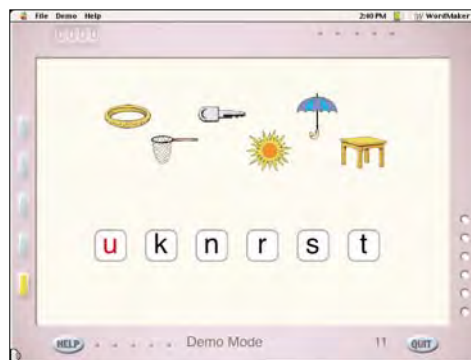 File Demo Help 2:40 PM WordMaker
u k n r s t
HELP Demo Mode 11 QUIT